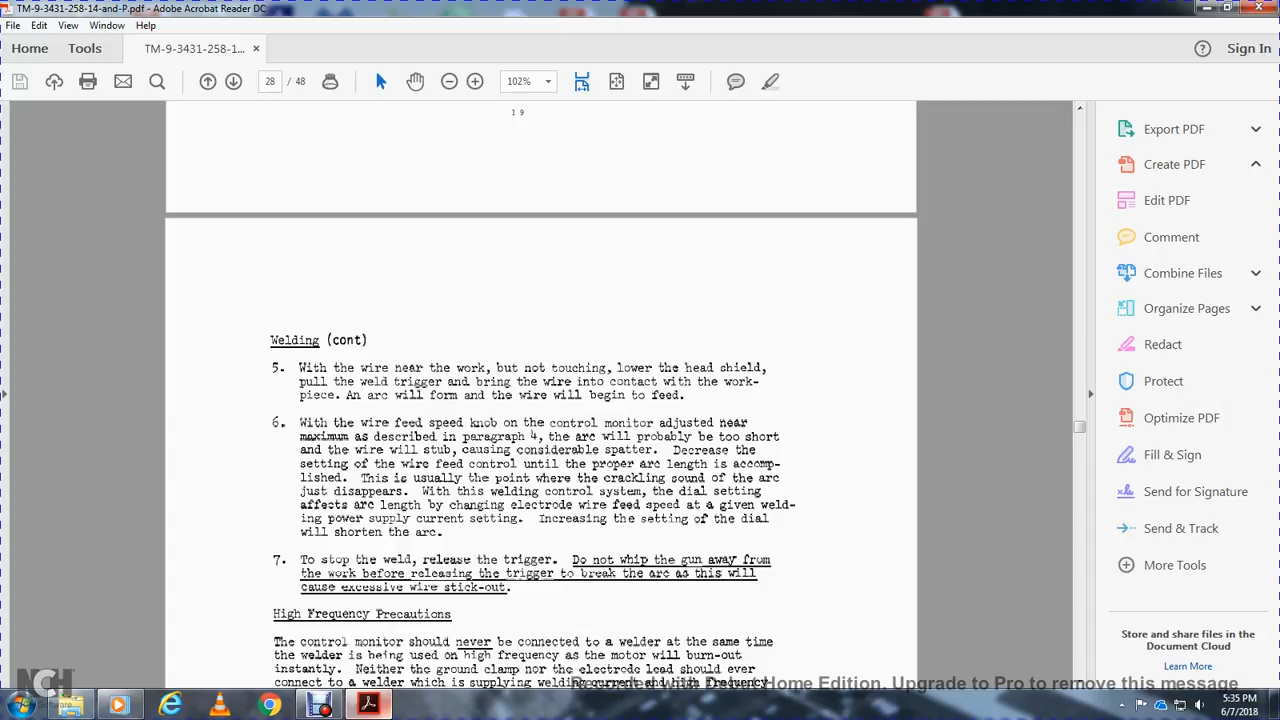 TM-9-3431-258-14-and-P.pdf - Adobe Acrobat Reader DC
File Edit View Window Help
Home Tools TM-9-3431-258-1... × Sign In
28 / 48 102%
19
Welding (cont)
5. With the wire near the work, but not touching, lower the head shield,
pull the weld trigger and bring the wire into contact with the work-
piece. An arc will form and the wire will begin to feed.
6. With the wire feed speed knob on the control monitor adjusted near
maximum as described in paragraph 4, the arc will probably be too short
and the wire will stub, causing considerable spatter. Decrease the
setting of the wire feed control until the proper arc length is accomp-
lished. This is usually the point where the crackling sound of the arc
just disappears. With this welding control system, the dial setting
affects arc length by changing electrode wire feed speed at a given weld-
ing power supply current setting. Increasing the setting of the dial
will shorten the arc.
7. To stop the weld, release the trigger. Do not whip the gun away from
the work before releasing the trigger to break the arc as this will
cause excessive wire stick-out.
High Frequency Precautions
The control monitor should never be connected to a welder at the same time
the welder is being used on high frequency as the motor will burn-out
instantly. Neither the ground clamp nor the electrode lead should ever
connect to a welder which is supplying welding current and high frequency
Export PDF
Create PDF
Edit PDF
Comment
Combine Files
Organize Pages
Redact
Protect
Optimize PDF
Fill & Sign
Send for Signature
Send & Track
More Tools
Store and share files in the
Document Cloud
Learn More
NCH
Software
Home Edition. Upgrade to Pro to remove this message
5:35 PM
6/7/2018